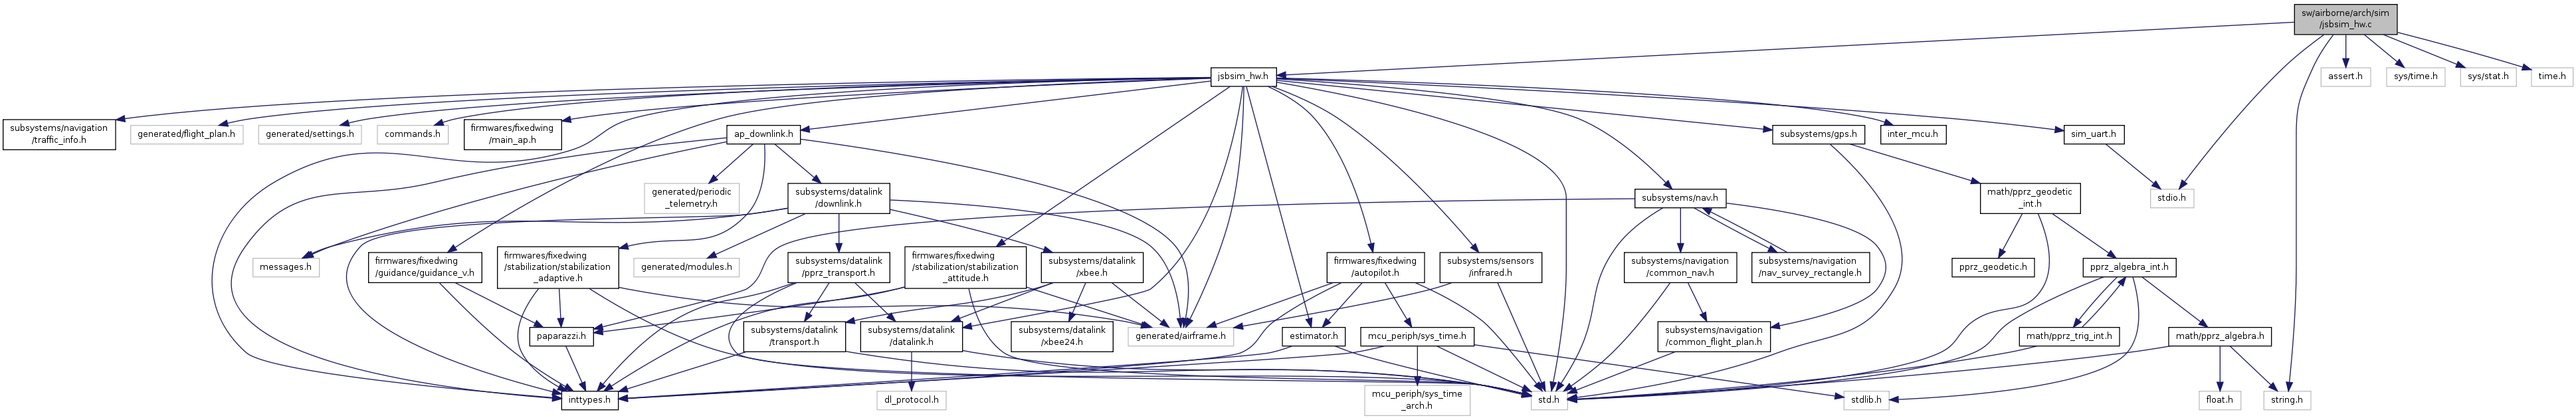 sw/airborne/arch/sim
/jsbsim_hw.c
jsbsim_hw.h
assert.h
sys/time.h
sys/stat.h
time.h
subsystems/navigation
/traffic_info.h
generated/flight_plan.h
generated/settings.h
commands.h
firmwares/fixedwing
/main_ap.h
ap_downlink.h
subsystems/gps.h
inter_mcu.h
sim_uart.h
generated/periodic
_telemetry.h
subsystems/datalink
/downlink.h
subsystems/nav.h
math/pprz_geodetic
_int.h
stdio.h
messages.h
firmwares/fixedwing
/guidance/guidance_v.h
firmwares/fixedwing
/stabilization/stabilization
_adaptive.h
generated/modules.h
subsystems/datalink
/pprz_transport.h
firmwares/fixedwing
/stabilization/stabilization
_attitude.h
subsystems/datalink
/xbee.h
firmwares/fixedwing
/autopilot.h
subsystems/sensors
/infrared.h
subsystems/navigation
/common_nav.h
subsystems/navigation
/nav_survey_rectangle.h
pprz_geodetic.h
pprz_algebra_int.h
paparazzi.h
subsystems/datalink
/transport.h
subsystems/datalink
/datalink.h
subsystems/datalink
/xbee24.h
generated/airframe.h
estimator.h
mcu_periph/sys_time.h
subsystems/navigation
/common_flight_plan.h
math/pprz_trig_int.h
math/pprz_algebra.h
inttypes.h
dl_protocol.h
mcu_periph/sys_time
_arch.h
std.h
stdlib.h
float.h
string.h